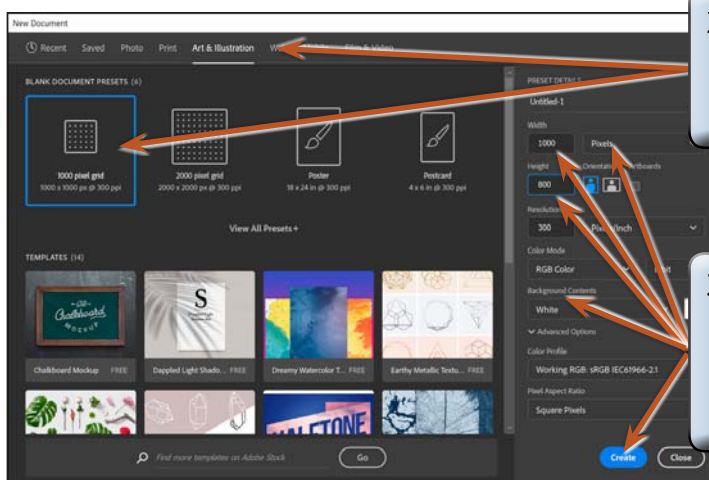 New Document
Recent Saved Photo Print Art & Illustration
BLANK DOCUMENT PRESETS (6)
1000 pixel grid
1000 x 1000 px @ 300 ppi
2000 pixel grid
2000 x 2000 px @ 300 ppi
Poster
18 x 24 in @ 300 ppi
Postcard
4 x 6 in @ 300 ppi
View All Presets +
TEMPLATES (14)
S
Chalkboard
MOCKUP
Chalkboard Mockup FREE
Dappled Light Shado... FREE
Dreamy Watercolor T... FREE
Earthy Metallic Textu... FREE
HALFTONE
Find more templates on Adobe Stock
Go
PRESET DETAILS
Untitled-1
Width
1000 Pixels
Height Orientation Artboards
800
Resolution
300 Pixels/Inch
Color Mode
RGB Color
Background Contents
White
Advanced Options
Color Profile
Working RGB: sRGB IEC61966-2.1
Pixel Aspect Ratio
Square Pixels
Create Close
2
2